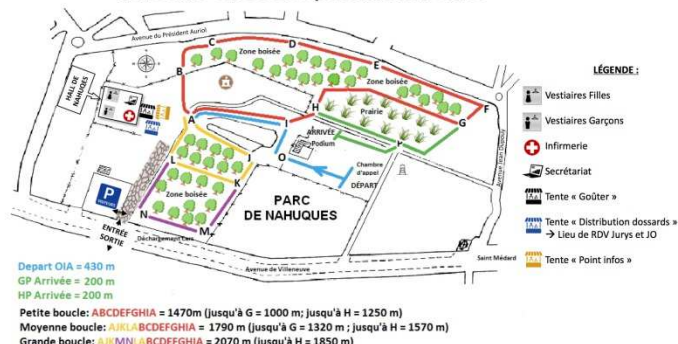 Avenue du Président Auriol
HALL DE
NAHUQUES
C
D
Zone boisée
E
B
Zone boisée
F
H
Prairie
G
A
I
ARRIVÉE
Podium
P
O
Chambre
d'appel
DÉPART
L
J
K
Zone boisée
N
M
P
PARC
DE NAHUQUES
ENTRÉE
SORTIE
Déchargement Cars
Avenue de Villeneuve
Saint Médard
LÉGENDE :
Vestiaires Filles
Vestiaires Garçons
Infirmerie
Secrétariat
Tente « Goûter »
Tente « Distribution dossards »
→ Lieu de RDV Jurys et JO
Tente « Point infos »
Depart OIA = 430 m
GP Arrivée = 200 m
HP Arrivée = 200 m
Petite boucle: ABCDEFGHIA = 1470m (jusqu'à G = 1000 m; jusqu'à H = 1250 m)
Moyenne boucle: AJKLABCDEFGHIA = 1790 m (jusqu'à G = 1320 m ; jusqu'à H = 1570 m)
Grande boucle: AJKMNLABCDEFGHIA = 2070 m (jusqu'à H = 1850 m)